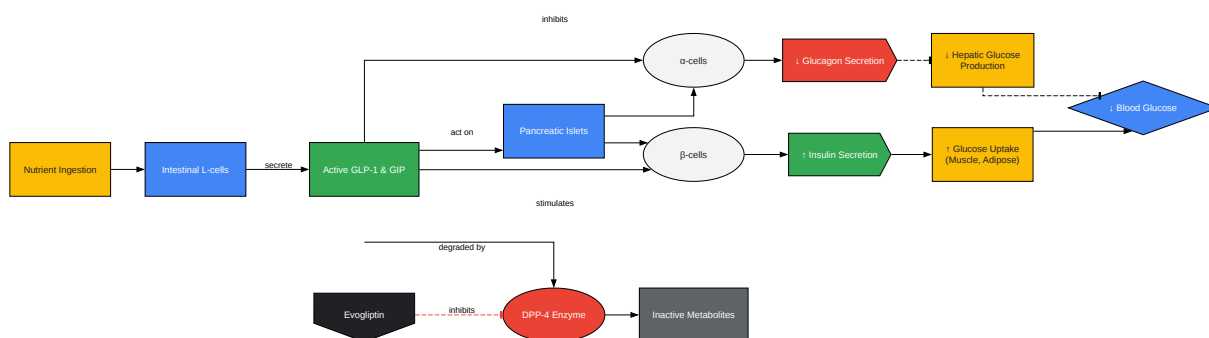 inhibits
α-cells
↓ Glucagon Secretion
↓ Hepatic Glucose
Production
↓ Blood Glucose
act on
Pancreatic Islets
Nutrient Ingestion
Intestinal L-cells
secrete
Active GLP-1 & GIP
β-cells
↑ Insulin Secretion
↑ Glucose Uptake
(Muscle, Adipose)
stimulates
degraded by
Evogliptin
inhibits
DPP-4 Enzyme
Inactive Metabolites